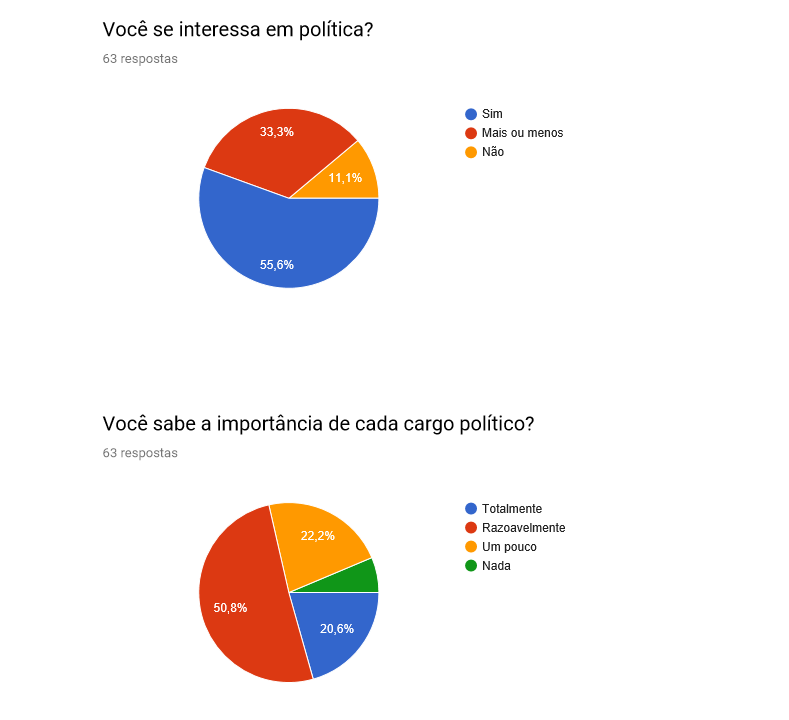 Você se interessa em política?
63 respostas
33,3%
11,1%
55,6%
Sim
Mais ou menos
Não
Você sabe a importância de cada cargo político?
63 respostas
22,2%
50,8%
20,6%
Totalmente
Razoavelmente
Um pouco
Nada